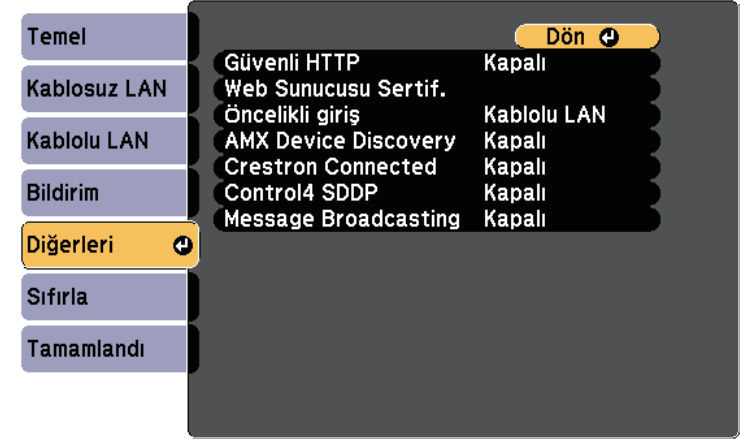 Temel
Kablosuz LAN
Kablolu LAN
Bildirim
Diğerleri
Sıfırla
Tamamlandı
Dön
Güvenli HTTP Kapalı
Web Sunucusu Sertif.
Öncelikli giriş Kablolu LAN
AMX Device Discovery Kapalı
Crestron Connected Kapalı
Control4 SDDP Kapalı
Message Broadcasting Kapalı